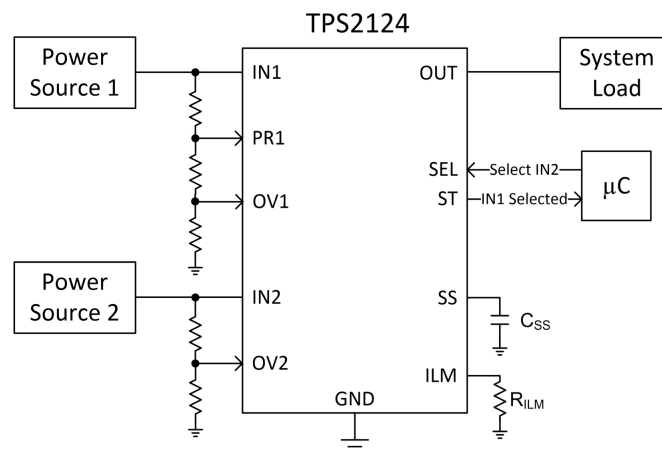 TPS2124
Power
Source 1
IN1
OUT
System
Load
PR1
SEL
Select IN2
μC
OV1
ST
IN1 Selected
Power
Source 2
IN2
SS
CSS
OV2
ILM
RILM
GND